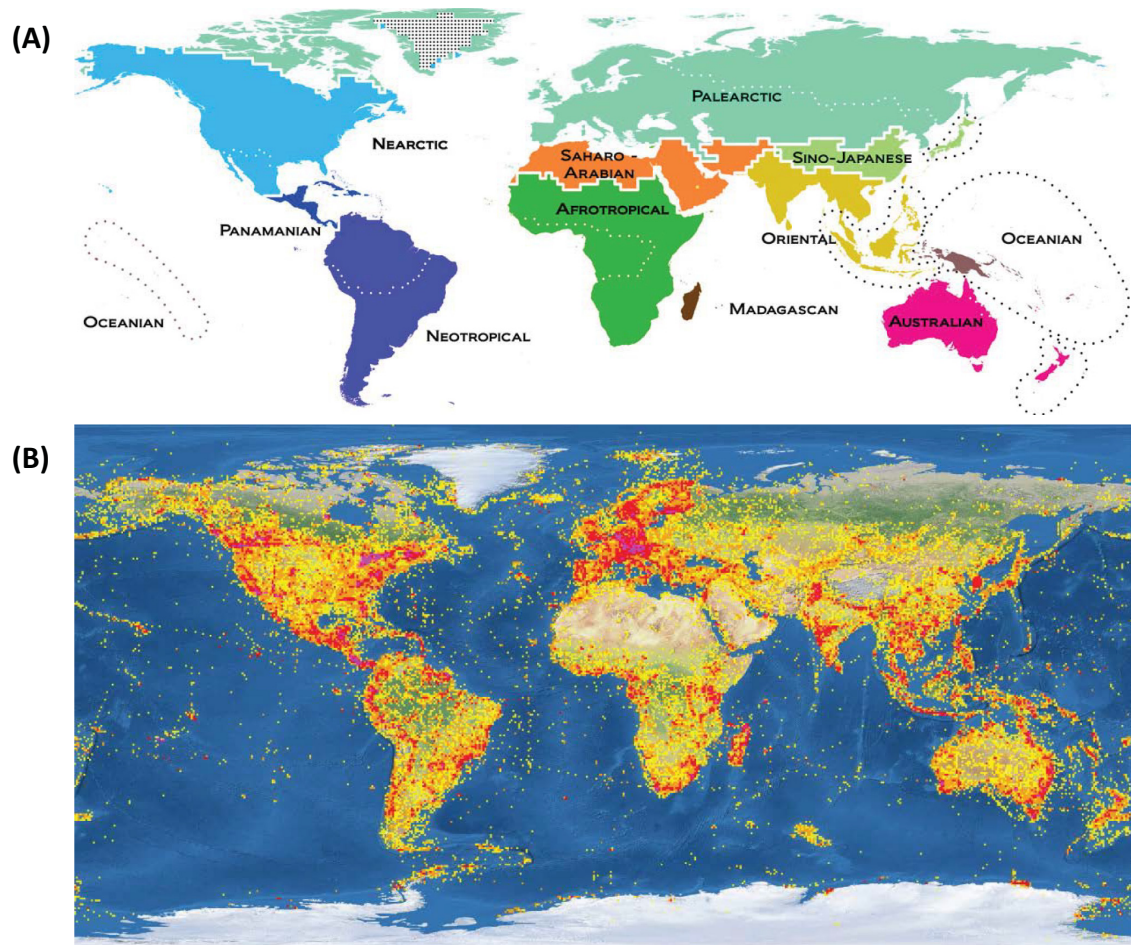 (A)
PALEARCTIC
NEARCTIC
SAHARO -
ARABIAN
SINO-JAPANESE
AFROTROPICAL
PANAMANIAN
ORIENTAL
OCEANIAN
MADAGASCAN
OCEANIAN
AUSTRALIAN
NEOTROPICAL
(B)